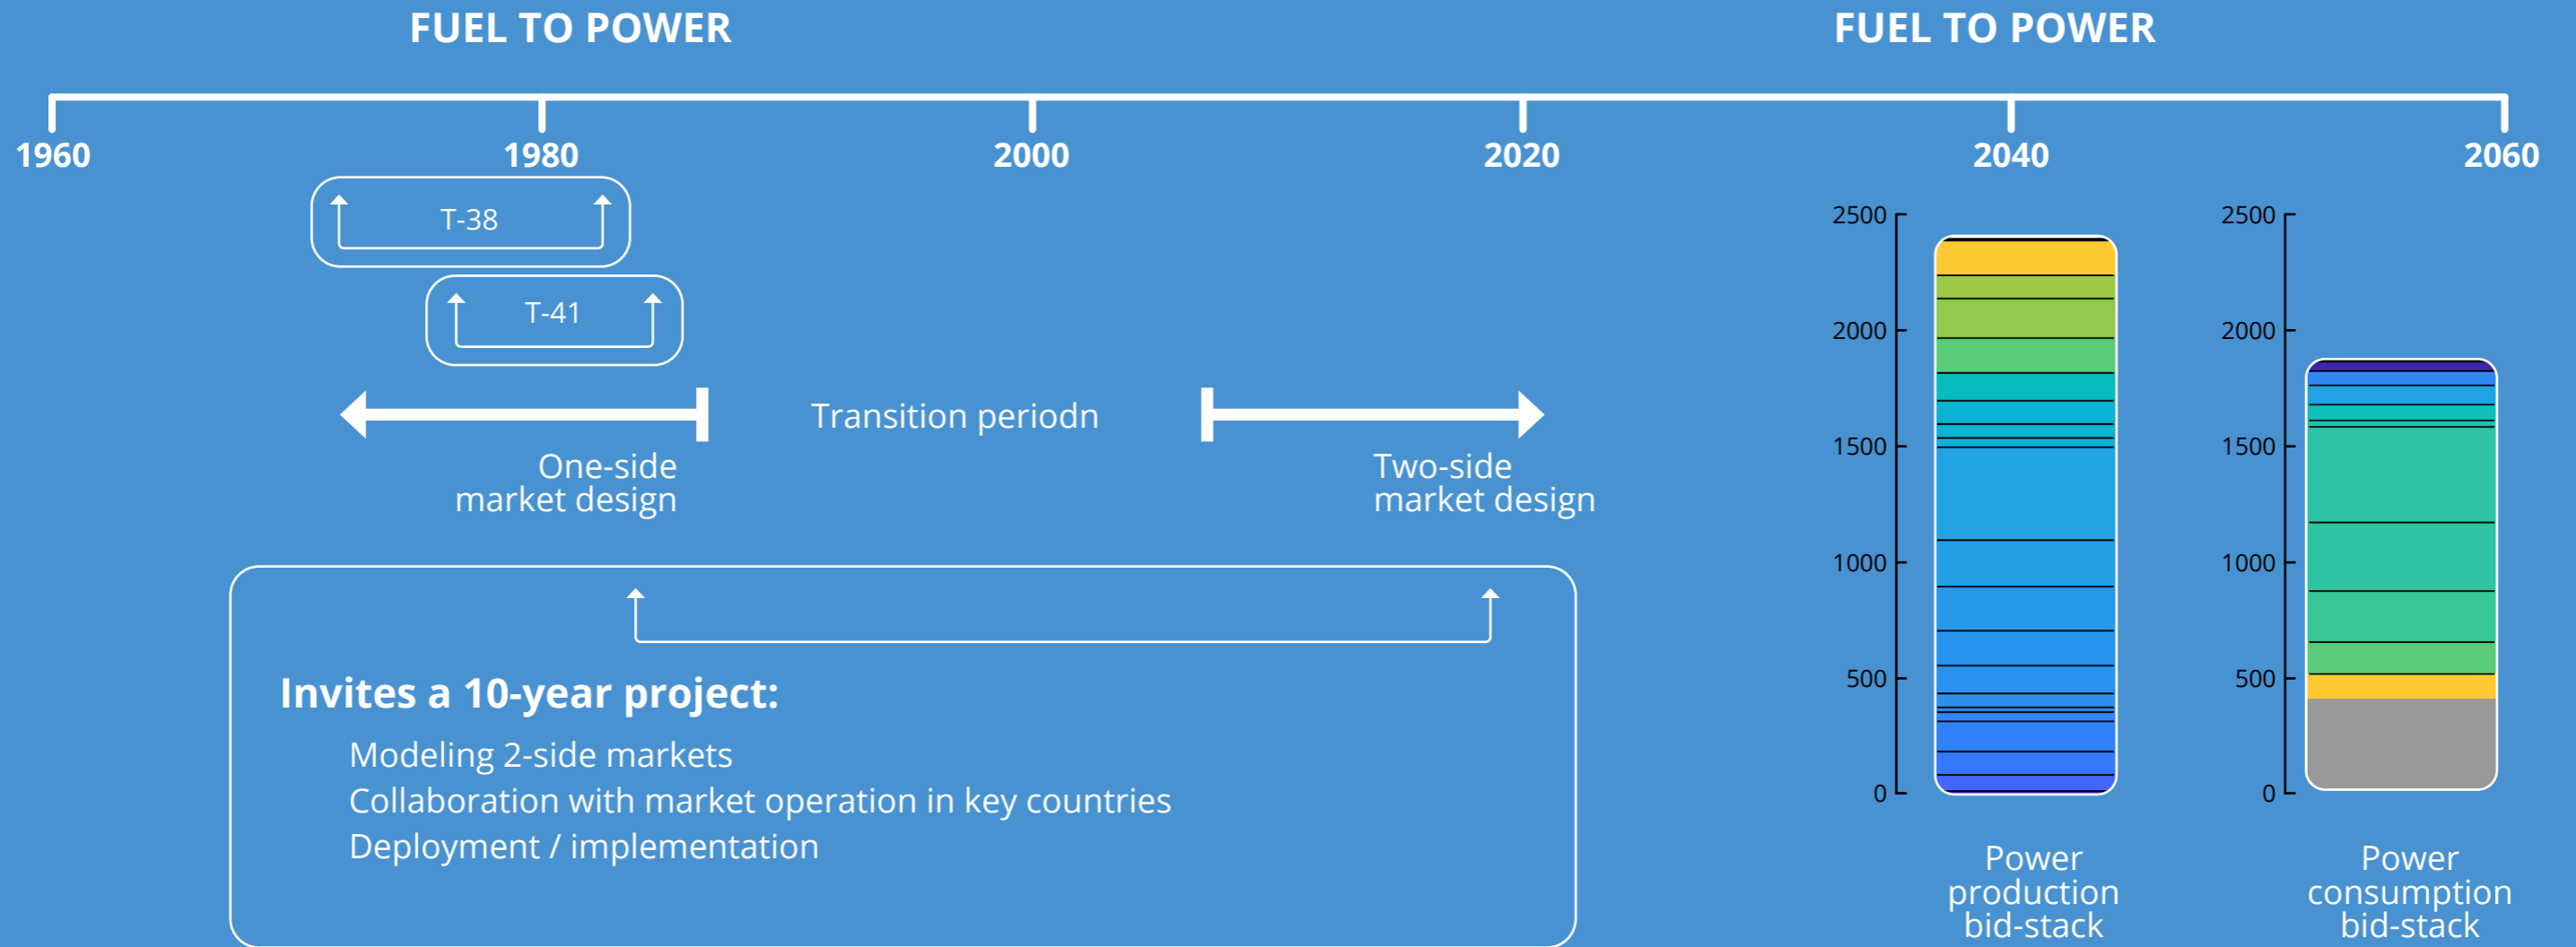 FUEL TO POWER
FUEL TO POWER
1960
1980
2000
2020
2040
2060
T-38
T-41
Transition periodn
One-side
market design
Two-side
market design
Invites a 10-year project:
Modeling 2-side markets
Collaboration with market operation in key countries
Deployment / implementation
2500
2000
1500
1000
500
0
Power
production
bid-stack
2500
2000
1500
1000
500
0
Power
consumption
bid-stack